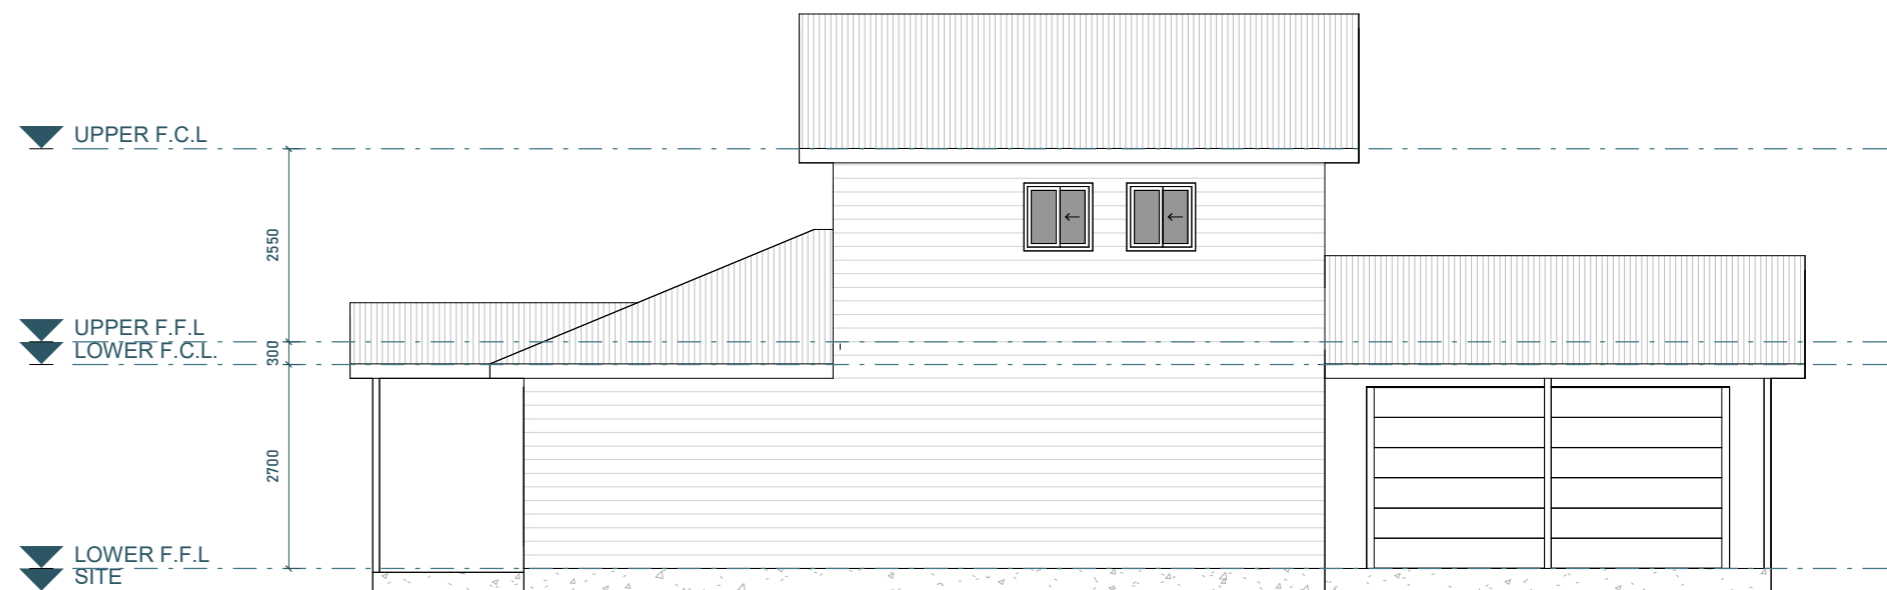 UPPER F.C.L
2550
UPPER F.F.L
LOWER F.C.L.
300
2700
LOWER F.F.L
SITE